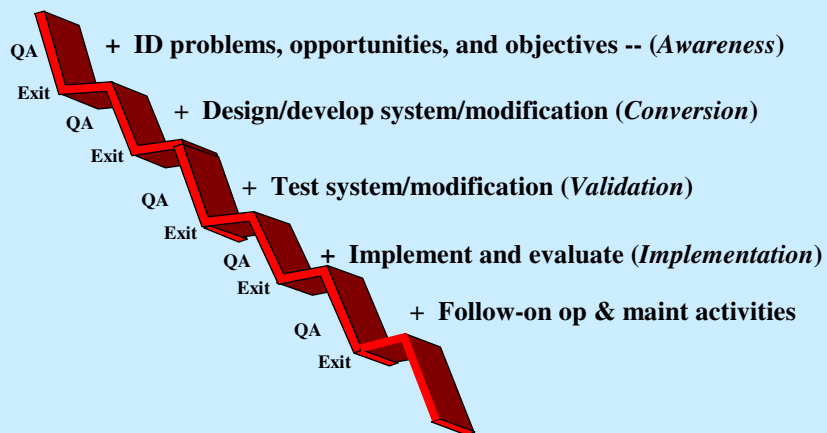 QA
+ ID problems, opportunities, and objectives -- (Awareness)
Exit
QA
+ Design/develop system/modification (Conversion)
Exit
QA
+ Test system/modification (Validation)
Exit
QA
+ Implement and evaluate (Implementation)
Exit
QA
+ Follow-on op & maint activities
Exit